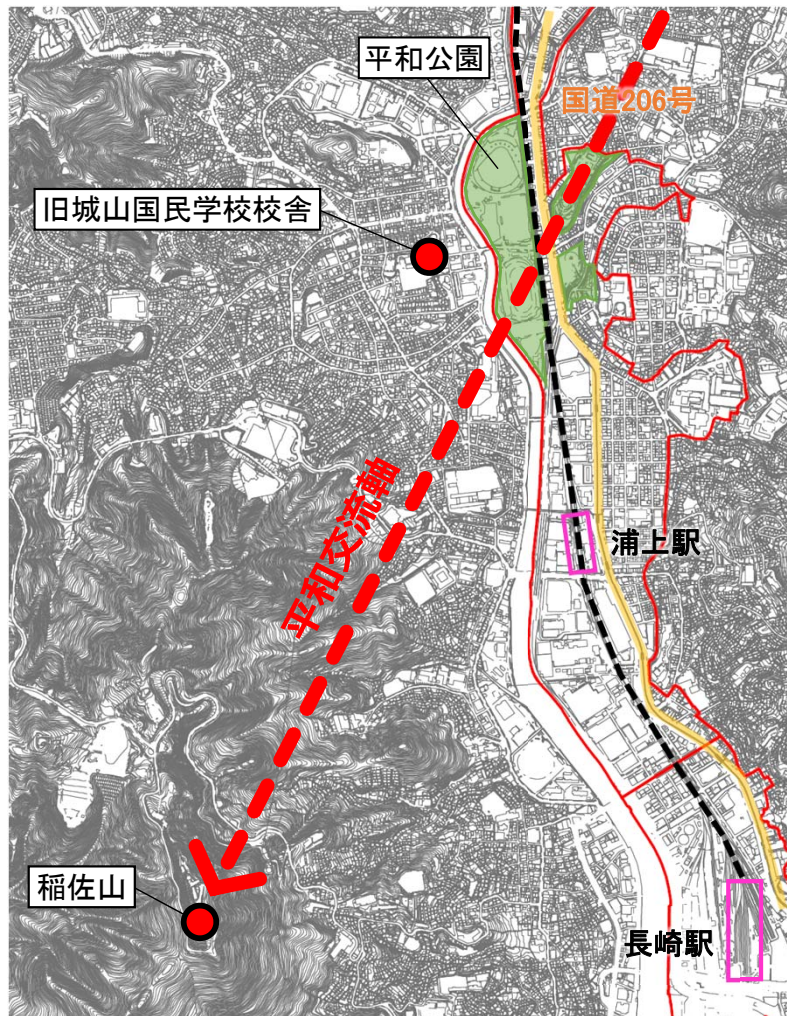 平和公園
国道206号
旧城山国民学校校舎
平和交流軸
浦上駅
稲佐山
長崎駅